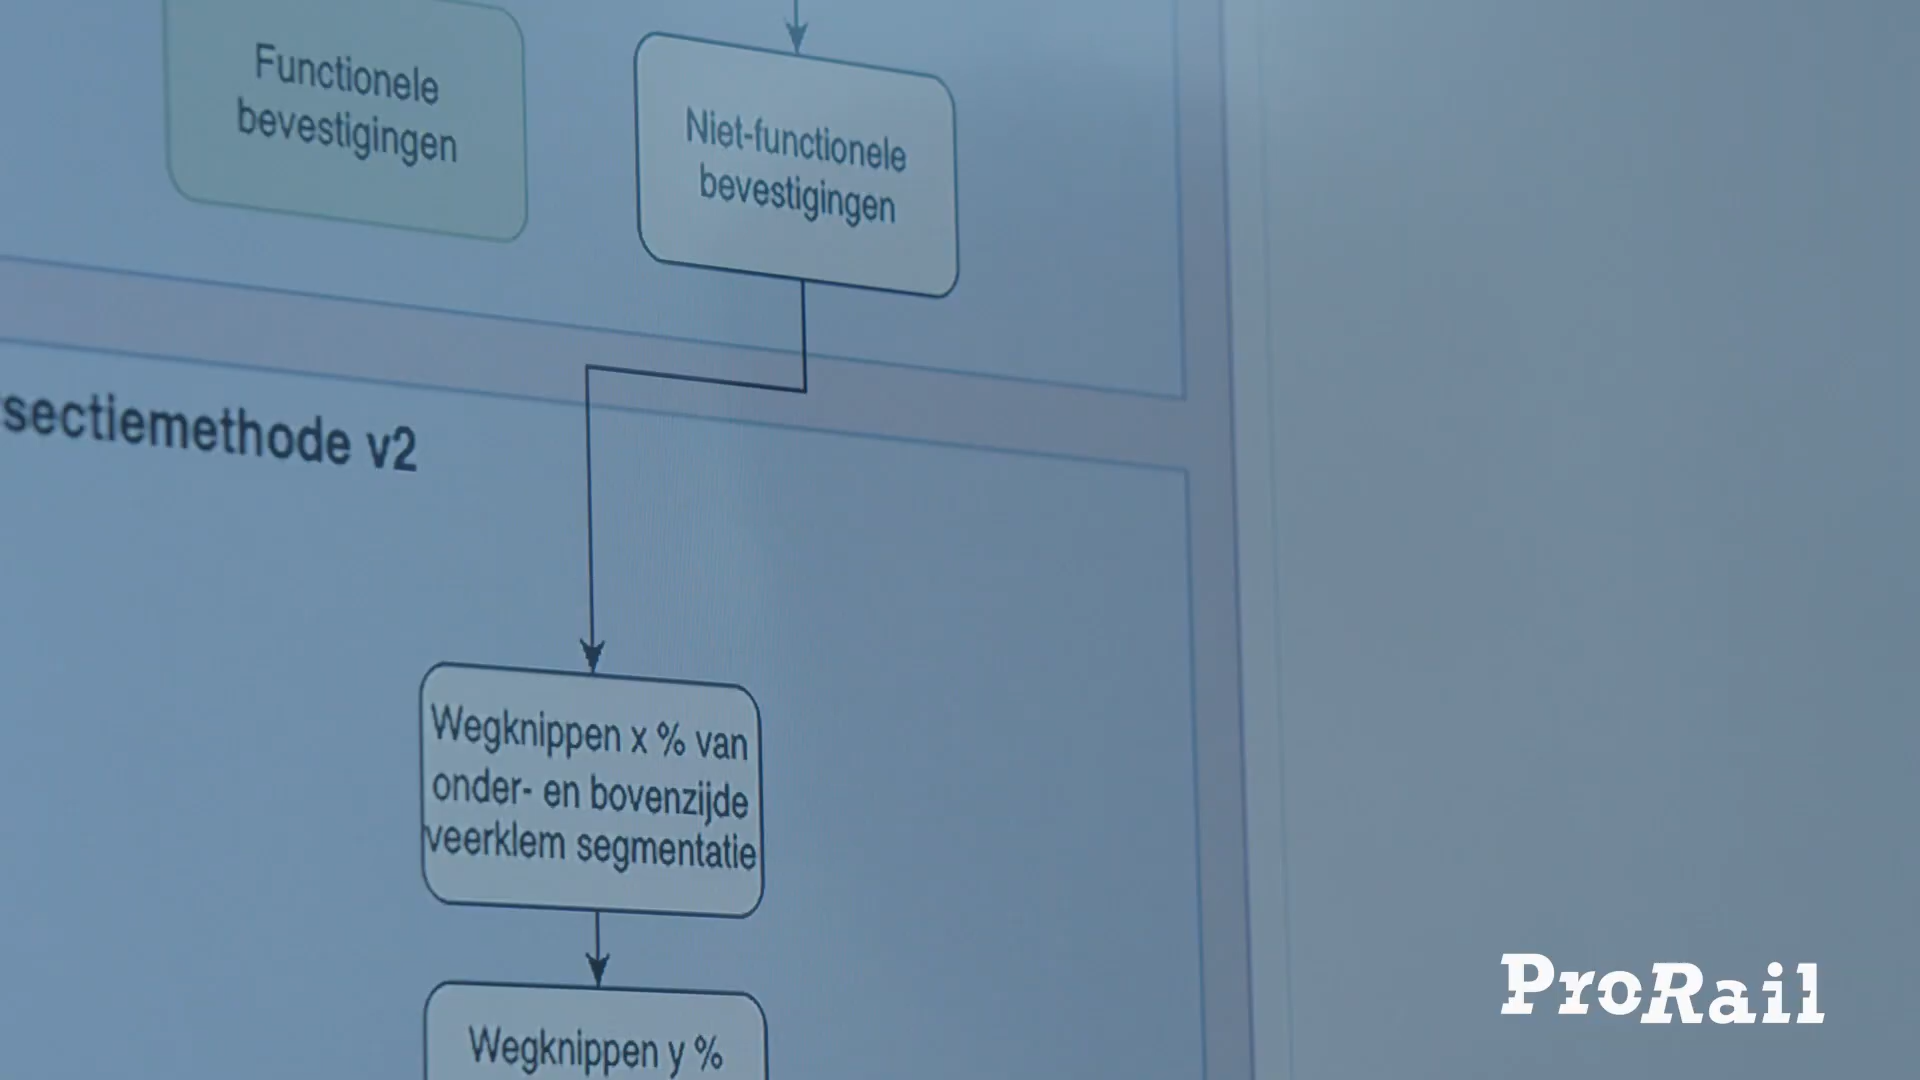 Functionele
bevestigingen
Niet-functionele
bevestigingen
sectiemethode v2
Wegknippen x % van
onder- en bovenzijde
veerklem segmentatie
Wegknippen y %
ProRail